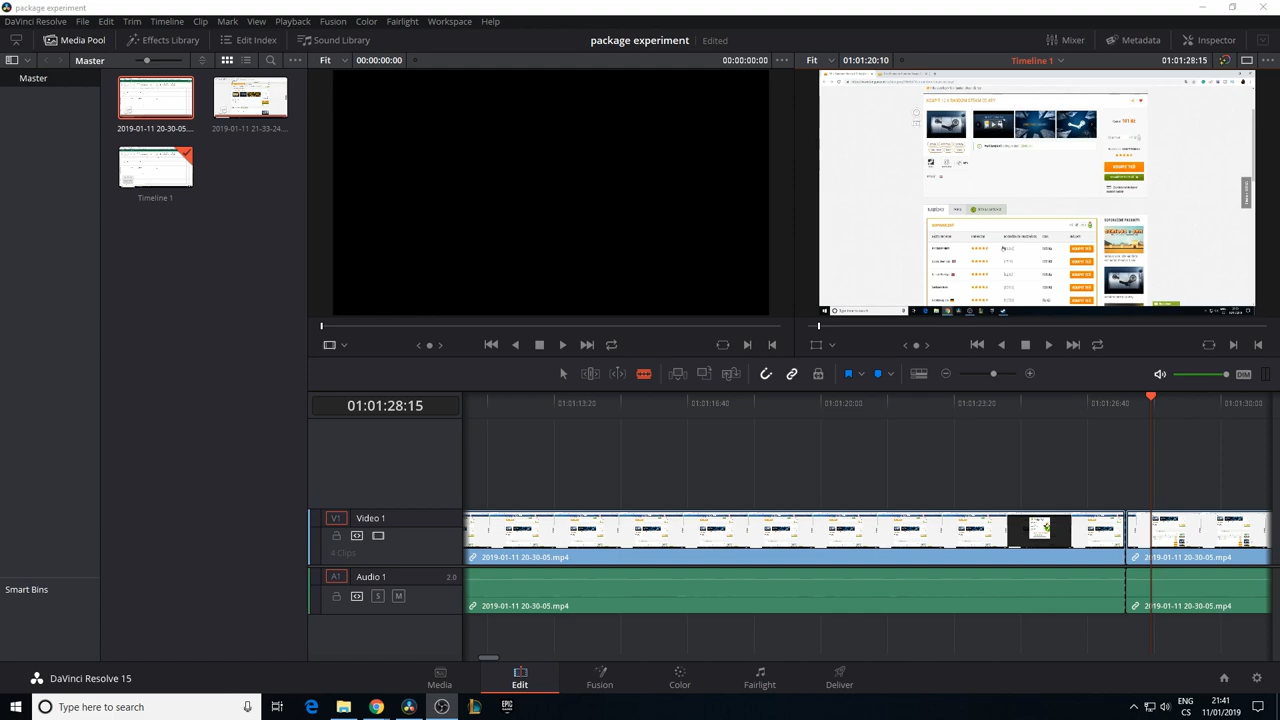 package experiment
DaVinci Resolve File Edit Trim Timeline Clip Mark View Playback Fusion Color Fairlight Workspace Help
Media Pool Effects Library Edit Index Sound Library package experiment Edited Mixer Metadata Inspector
Master Fit 00:00:00:00 00:00:00:00 Fit 01:01:20:10 Timeline 1 01:01:28:15
Master
2019-01-11 20-30-05... 2019-01-11 21-33-24...
Timeline 1
DIM
01:01:28:15
01:01:13:20 01:01:16:40 01:01:20:00 01:01:23:20 01:01:26:40 01:01:30:00
V1 Video 1
4 Clips
2019-01-11 20-30-05.mp4 2019-01-11 20-30-05.mp4
A1 Audio 1 2.0
S M
2019-01-11 20-30-05.mp4 2019-01-11 20-30-05.mp4
Smart Bins
DaVinci Resolve 15
Media Edit Fusion Color Fairlight Deliver
Type here to search
EPIC GAMES
ENG
CS
21:41
11/01/2019